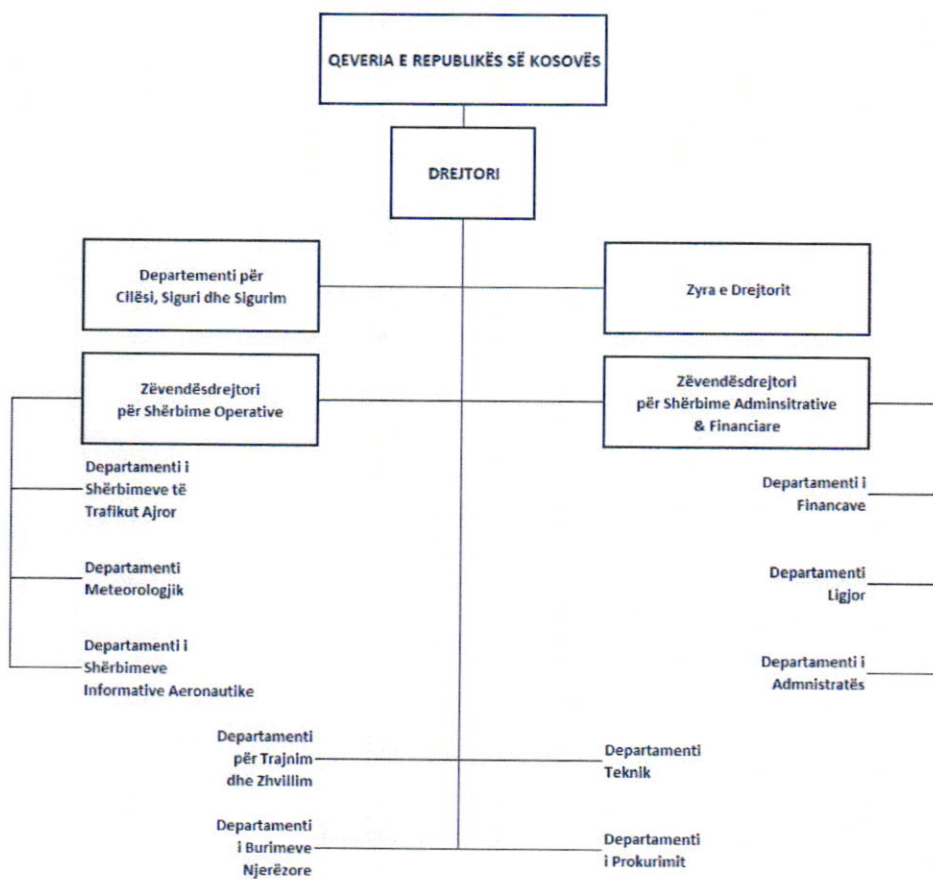 QEVERIA E REPUBLIKËS SË KOSOVËS
DREJTORI
Departementi për
Cilësi, Siguri dhe Sigurim
Zyra e Drejtorit
Zëvendësdrejtori
për Shërbime Operative
Zëvendësdrejtori
për Shërbime Adminsitrative
& Financiare
Departamenti i
Shërbimeve të
Trafikut Ajror
Departamenti i
Financave
Departamenti
Meteorologjik
Departamenti
Ligjor
Departamenti i
Shërbimeve
Informative Aeronautike
Departamenti i
Admnistratës
Departamenti
për Trajnim
dhe Zhvillim
Departamenti
Teknik
Departamenti
i Burimeve
Njerëzore
Departamenti
i Prokurimit